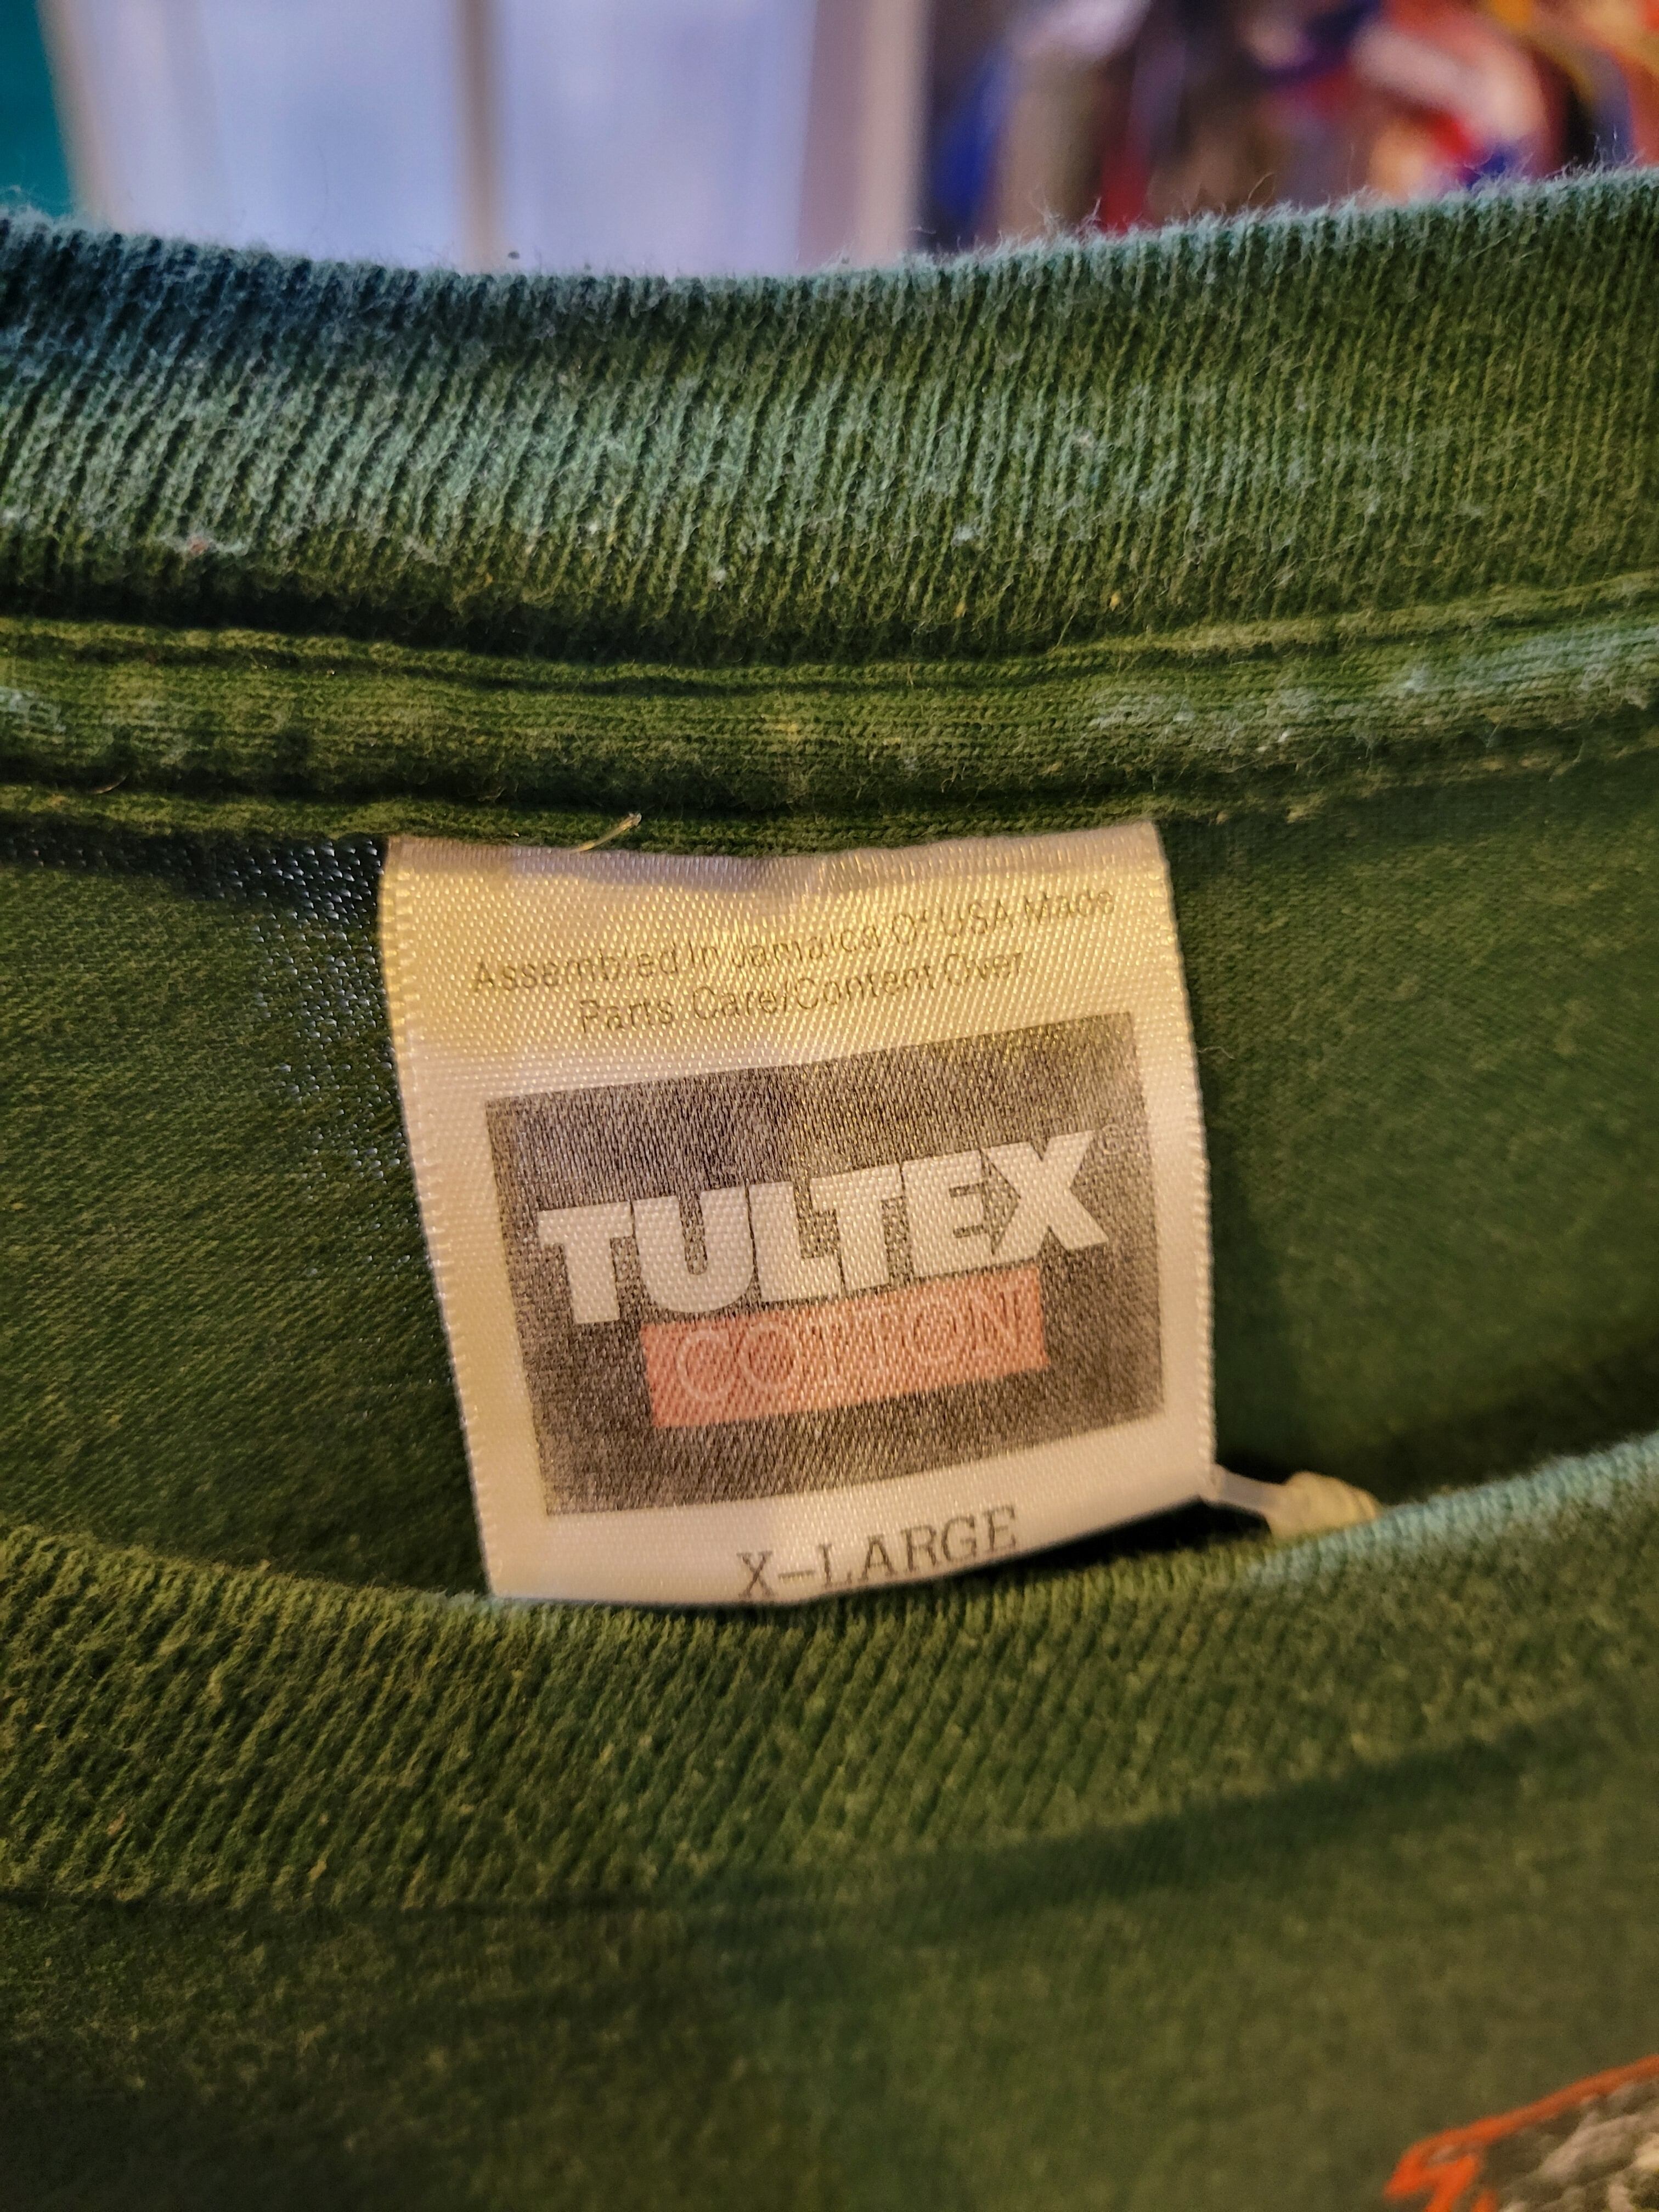 Assembled In Jamaica Of USA Made
Parts Care/Content Over
TULTEX
COTTON
X-LARGE